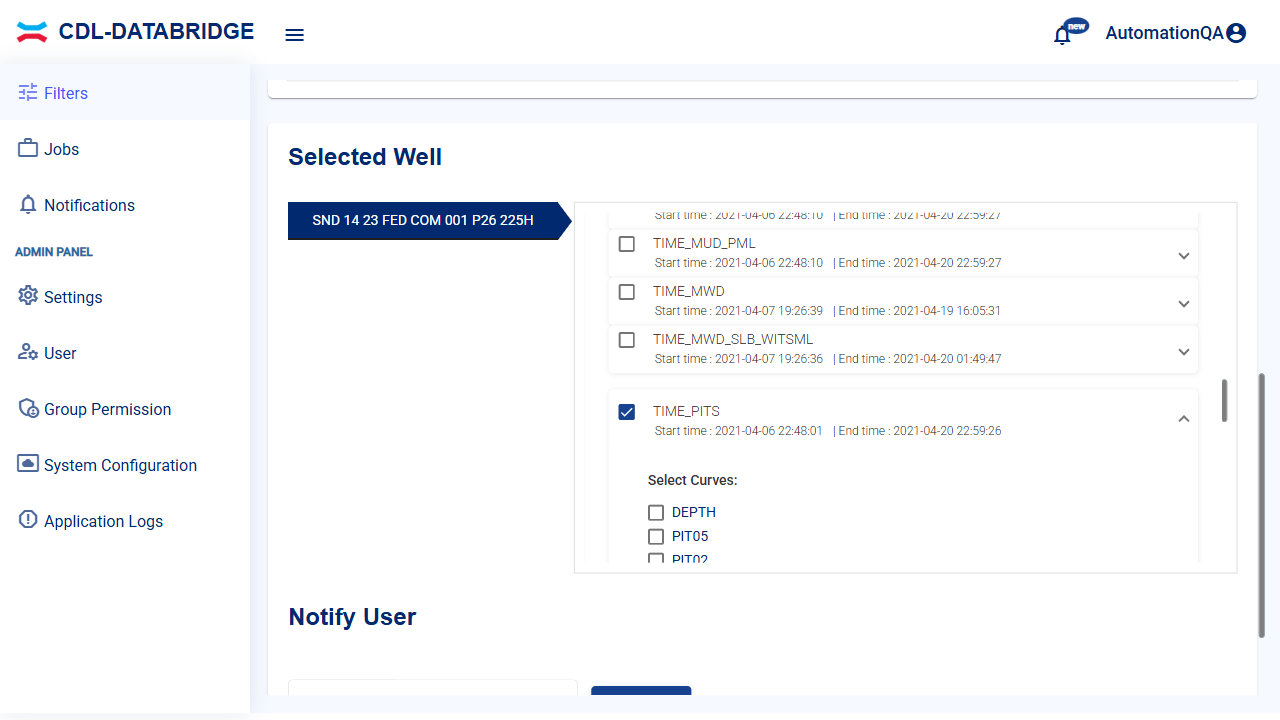 CDL-DATABRIDGE
new
AutomationQA
Filters
Jobs
Notifications
ADMIN PANEL
Settings
User
Group Permission
System Configuration
Application Logs
Selected Well
SND 14 23 FED COM 001 P26 225H
Start time : 2021-04-06 22:48:10 | End time : 2021-04-20 22:59:27
TIME_MUD_PML
Start time : 2021-04-06 22:48:10 | End time : 2021-04-20 22:59:27
TIME_MWD
Start time : 2021-04-07 19:26:39 | End time : 2021-04-19 16:05:31
TIME_MWD_SLB_WITSML
Start time : 2021-04-07 19:26:36 | End time : 2021-04-20 01:49:47
TIME_PITS
Start time : 2021-04-06 22:48:01 | End time : 2021-04-20 22:59:26
Select Curves:
DEPTH
PIT05
PIT02
Notify User